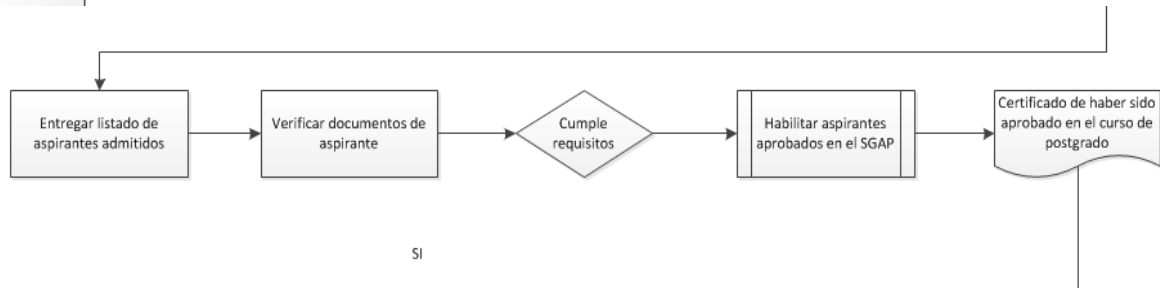 Entregar listado de
aspirantes admitidos
Verificar documentos de
aspirante
Cumple
requisitos
Habilitar aspirantes
aprobados en el SGAP
Certificado de haber sido
aprobado en el curso de
postgrado
SI